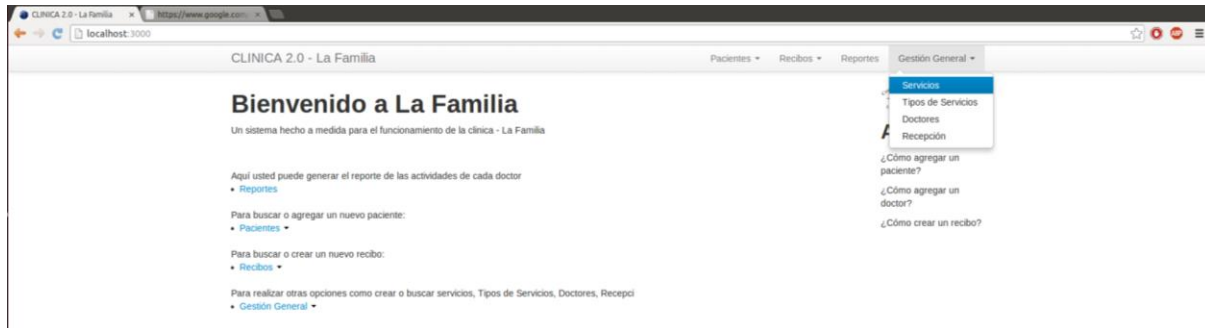 CLINICA 2.0 - La Familia
https://www.google.com
localhost:3000
CLINICA 2.0 - La Familia
Pacientes
Recibos
Reportes
Gestión General
Servicios
Tipos de Servicios
Doctores
Recepción
Bienvenido a La Familia
Un sistema hecho a medida para el funcionamiento de la clinica - La Familia
Aquí usted puede generar el reporte de las actividades de cada doctor
• Reportes
Para buscar o agregar un nuevo paciente:
• Pacientes
Para buscar o crear un nuevo recibo:
• Recibos
Para realizar otras opciones como crear o buscar servicios, Tipos de Servicios, Doctores, Recepci
• Gestión General
¿Cómo agregar un
paciente?
¿Cómo agregar un
doctor?
¿Cómo crear un recibo?